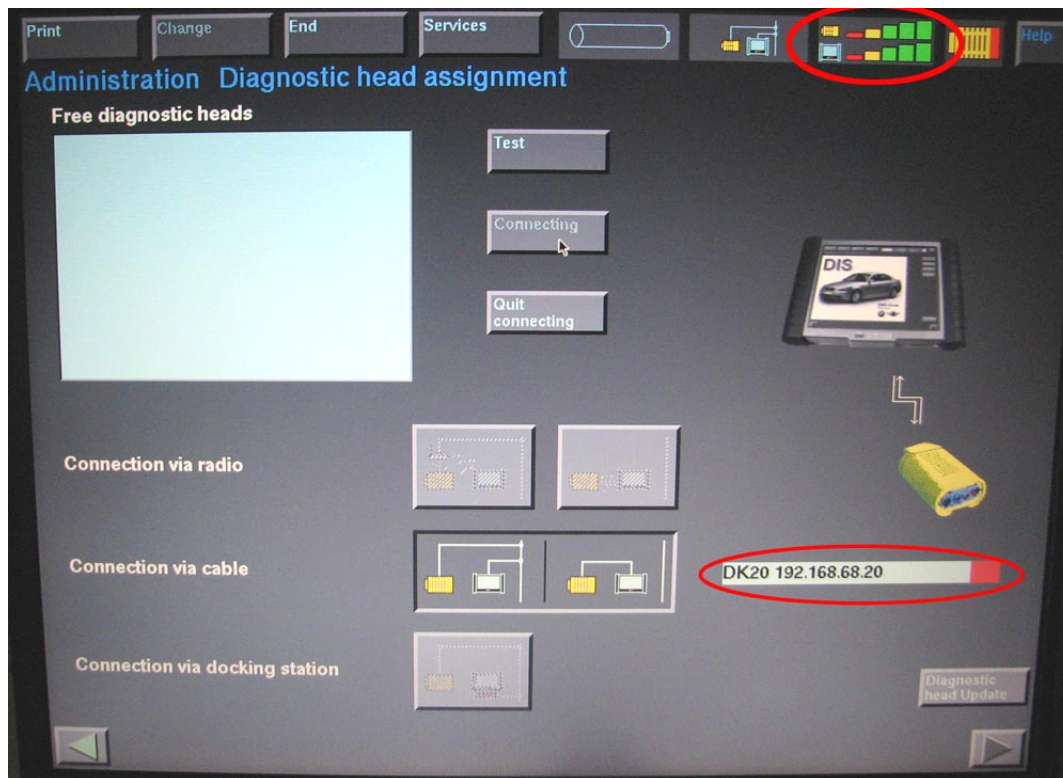 Print
Change
End
Services
Help
Administration Diagnostic head assignment
Free diagnostic heads
Test
Connecting
Quit
connecting
DIS
Connection via radio
Connection via cable
DK20 192.168.68.20
Connection via docking station
Diagnostic
head Update